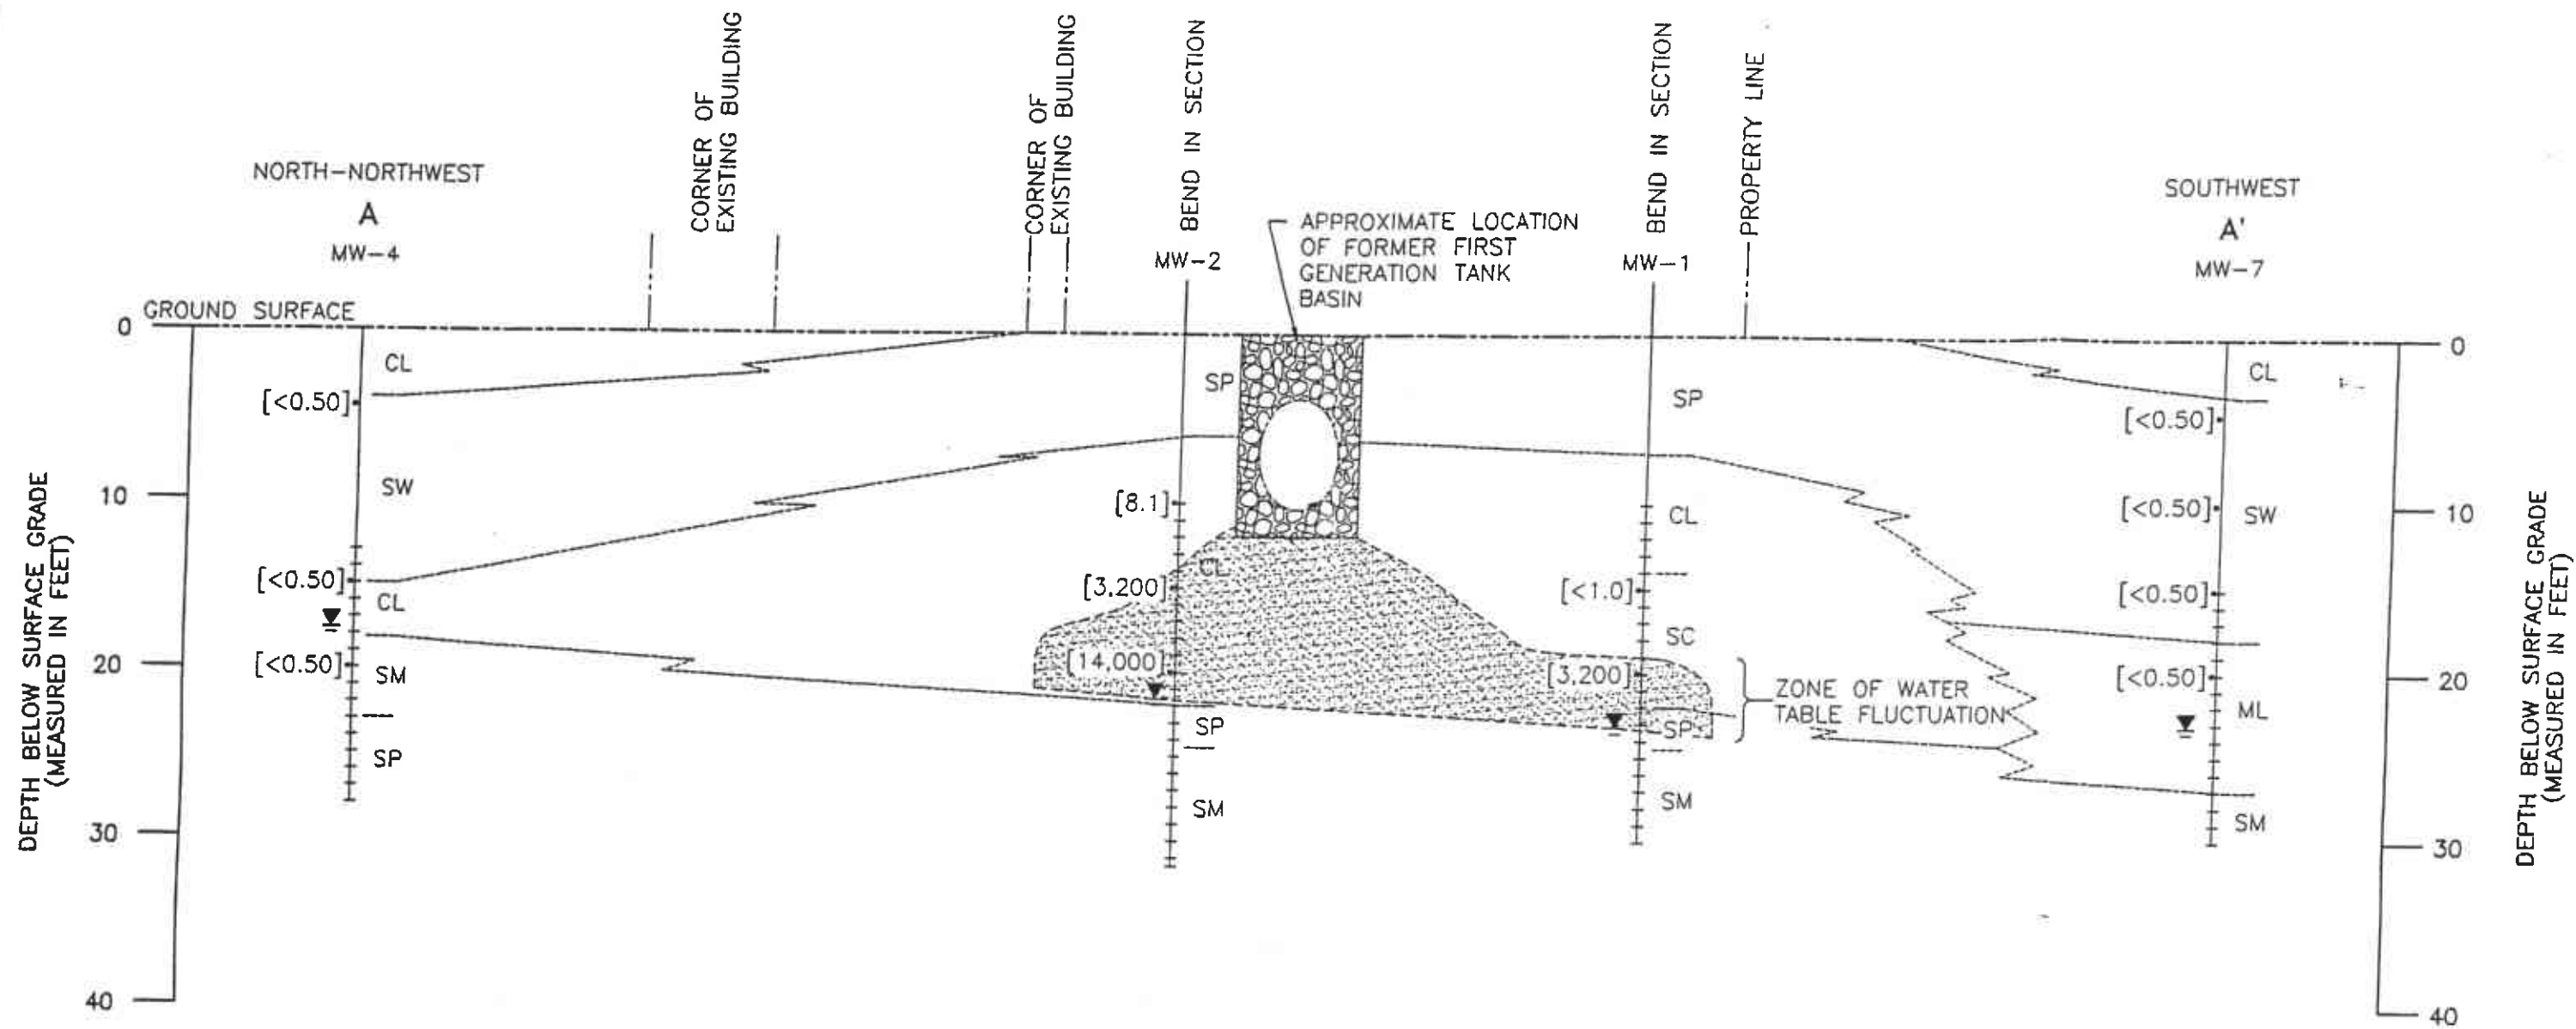 CORNER OF
EXISTING BUILDING
CORNER OF
EXISTING BUILDING
BEND IN SECTION
BEND IN SECTION
PROPERTY LINE
NORTH-NORTHWEST
A
MW-4
SOUTHWEST
A'
MW-7
MW-2
APPROXIMATE LOCATION
OF FORMER FIRST
GENERATION TANK
BASIN
MW-1
GROUND SURFACE
DEPTH BELOW SURFACE GRADE
(MEASURED IN FEET)
0
10
20
30
40
CL
[<0.50]
SW
[<0.50]
CL
[<0.50]
SM
SP
SP
[8.1]
CL
[3,200]
[14,000]
SP
SM
SP
CL
[<1.0]
SC
[3,200]
SP
SM
ZONE OF WATER
TABLE FLUCTUATION
CL
[<0.50]
[<0.50]
SW
[<0.50]
[<0.50]
ML
SM
0
10
20
30
40
DEPTH BELOW SURFACE GRADE
(MEASURED IN FEET)